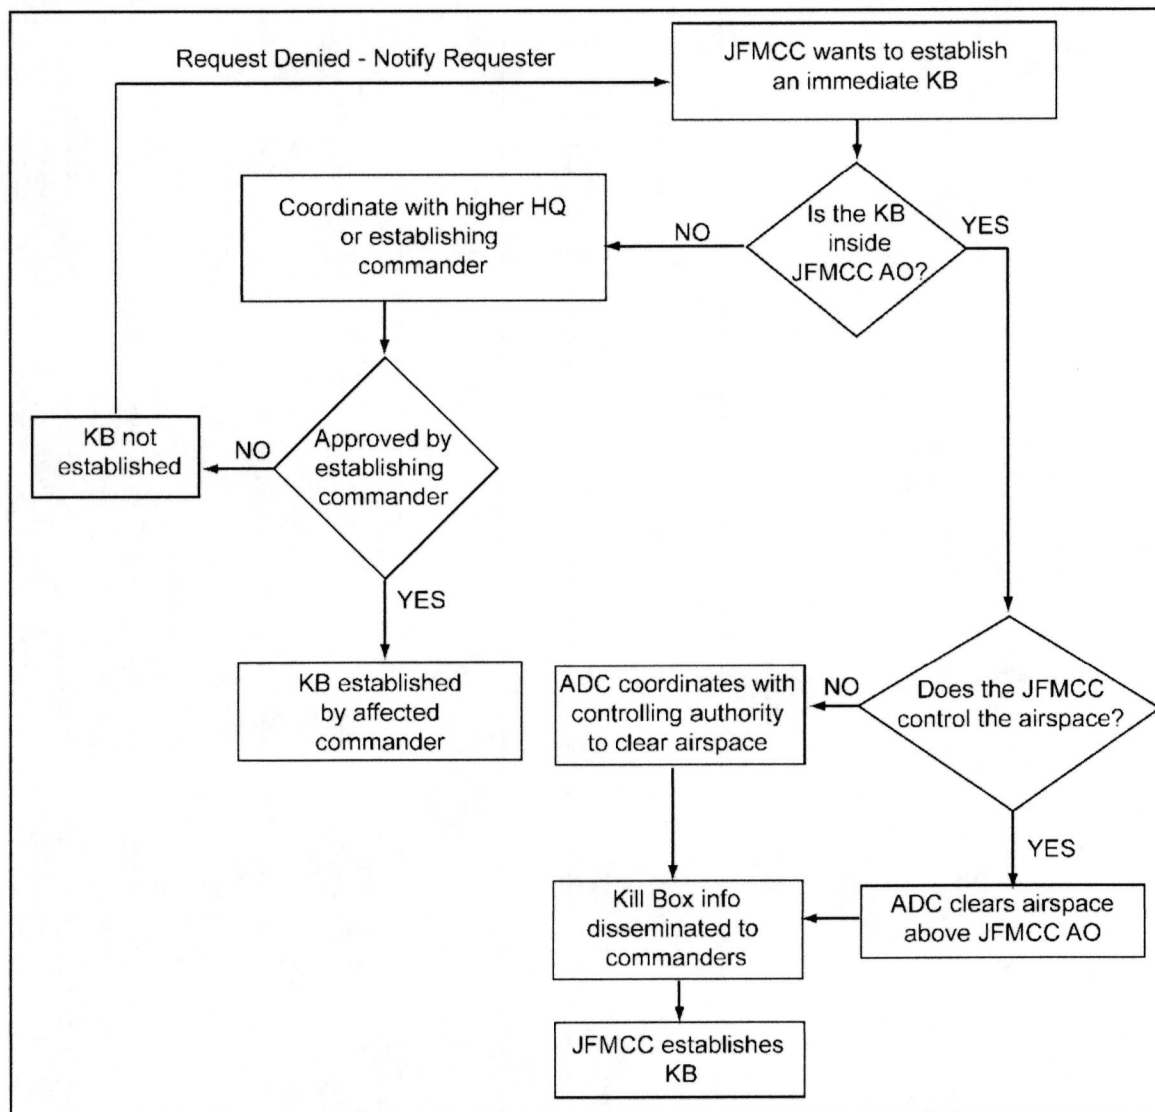 Request Denied - Notify Requester
JFMCC wants to establish
an immediate KB
Coordinate with higher HQ
or establishing
commander
NO
Is the KB
inside
JFMCC AO?
YES
KB not
established
NO
Approved by
establishing
commander
YES
KB established
by affected
commander
ADC coordinates with
controlling authority
to clear airspace
NO
Does the JFMCC
control the airspace?
YES
Kill Box info
disseminated to
commanders
ADC clears airspace
above JFMCC AO
JFMCC establishes
KB